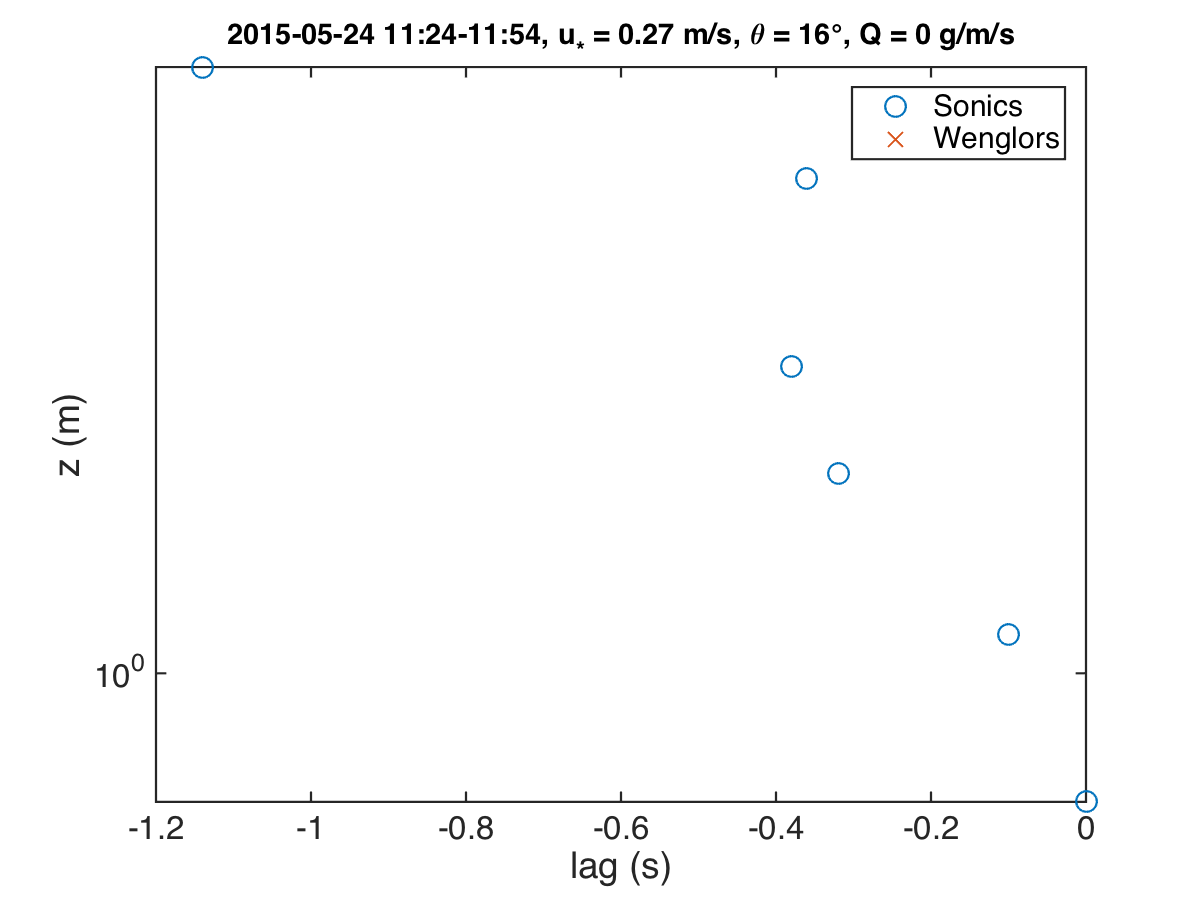 2015-05-24 11:24-11:54, u* = 0.27 m/s, θ = 16°, Q = 0 g/m/s
Sonics
Wenglors
z (m)
10^0
-1.2 -1 -0.8 -0.6 -0.4 -0.2 0
lag (s)